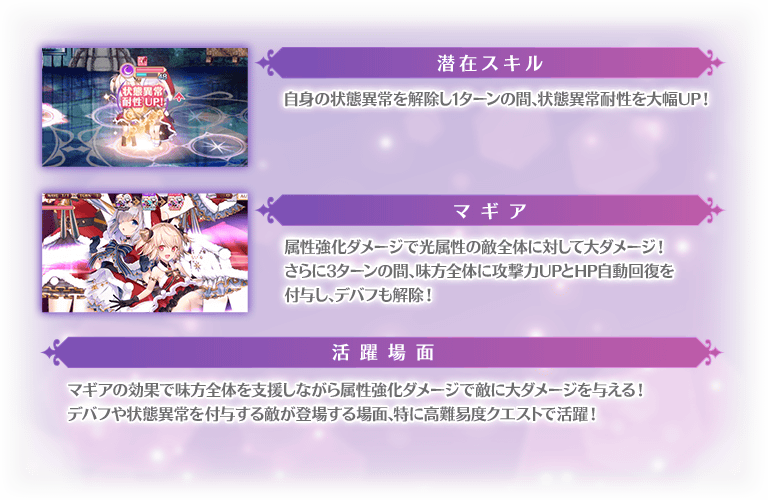 潜在スキル
状態異常
耐性UP!
自身の状態異常を解除し1ターンの間、状態異常耐性を大幅UP!
マギア
属性強化ダメージで光属性の敵全体に対して大ダメージ!
さらに3ターンの間、味方全体に攻撃力UPとHP自動回復を
付与し、デバフも解除!
活躍場面
マギアの効果で味方全体を支援しながら属性強化ダメージで敵に大ダメージを与える!
デバフや状態異常を付与する敵が登場する場面、特に高難易度クエストで活躍!